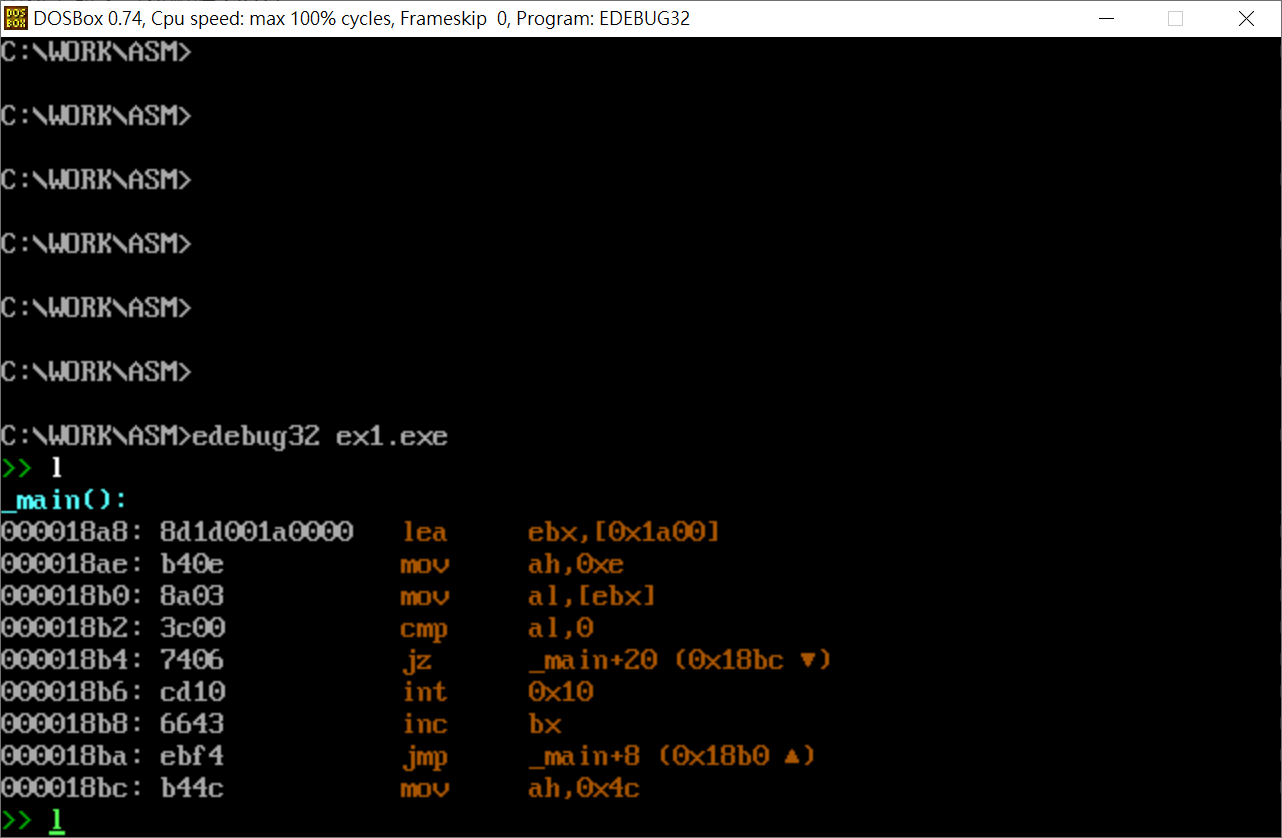 DOSBox 0.74, Cpu speed: max 100% cycles, Frameskip 0, Program: EDEBUG32
C:\WORK\ASM>
C:\WORK\ASM>
C:\WORK\ASM>
C:\WORK\ASM>
C:\WORK\ASM>
C:\WORK\ASM>
C:\WORK\ASM>edebug32 ex1.exe
>> l
_main():
000018a8: 8d1d001a0000 lea ebx,[0x1a00]
000018ae: b40e mov ah,0xe
000018b0: 8a03 mov al,[ebx]
000018b2: 3c00 cmp al,0
000018b4: 7406 jz _main+20 (0x18bc ▼)
000018b6: cd10 int 0x10
000018b8: 6643 inc bx
000018ba: ebf4 jmp _main+8 (0x18b0 ▲)
000018bc: b44c mov ah,0x4c
>> l